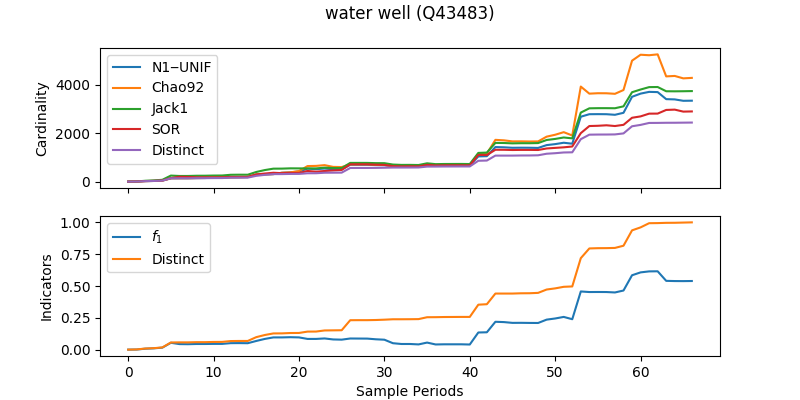 water well (Q43483)
Cardinality
4000
2000
0
N1−UNIF
Chao92
Jack1
SOR
Distinct
Indicators
1.00
0.75
0.50
0.25
0.00
f1
Distinct
0 10 20 30 40 50 60
Sample Periods